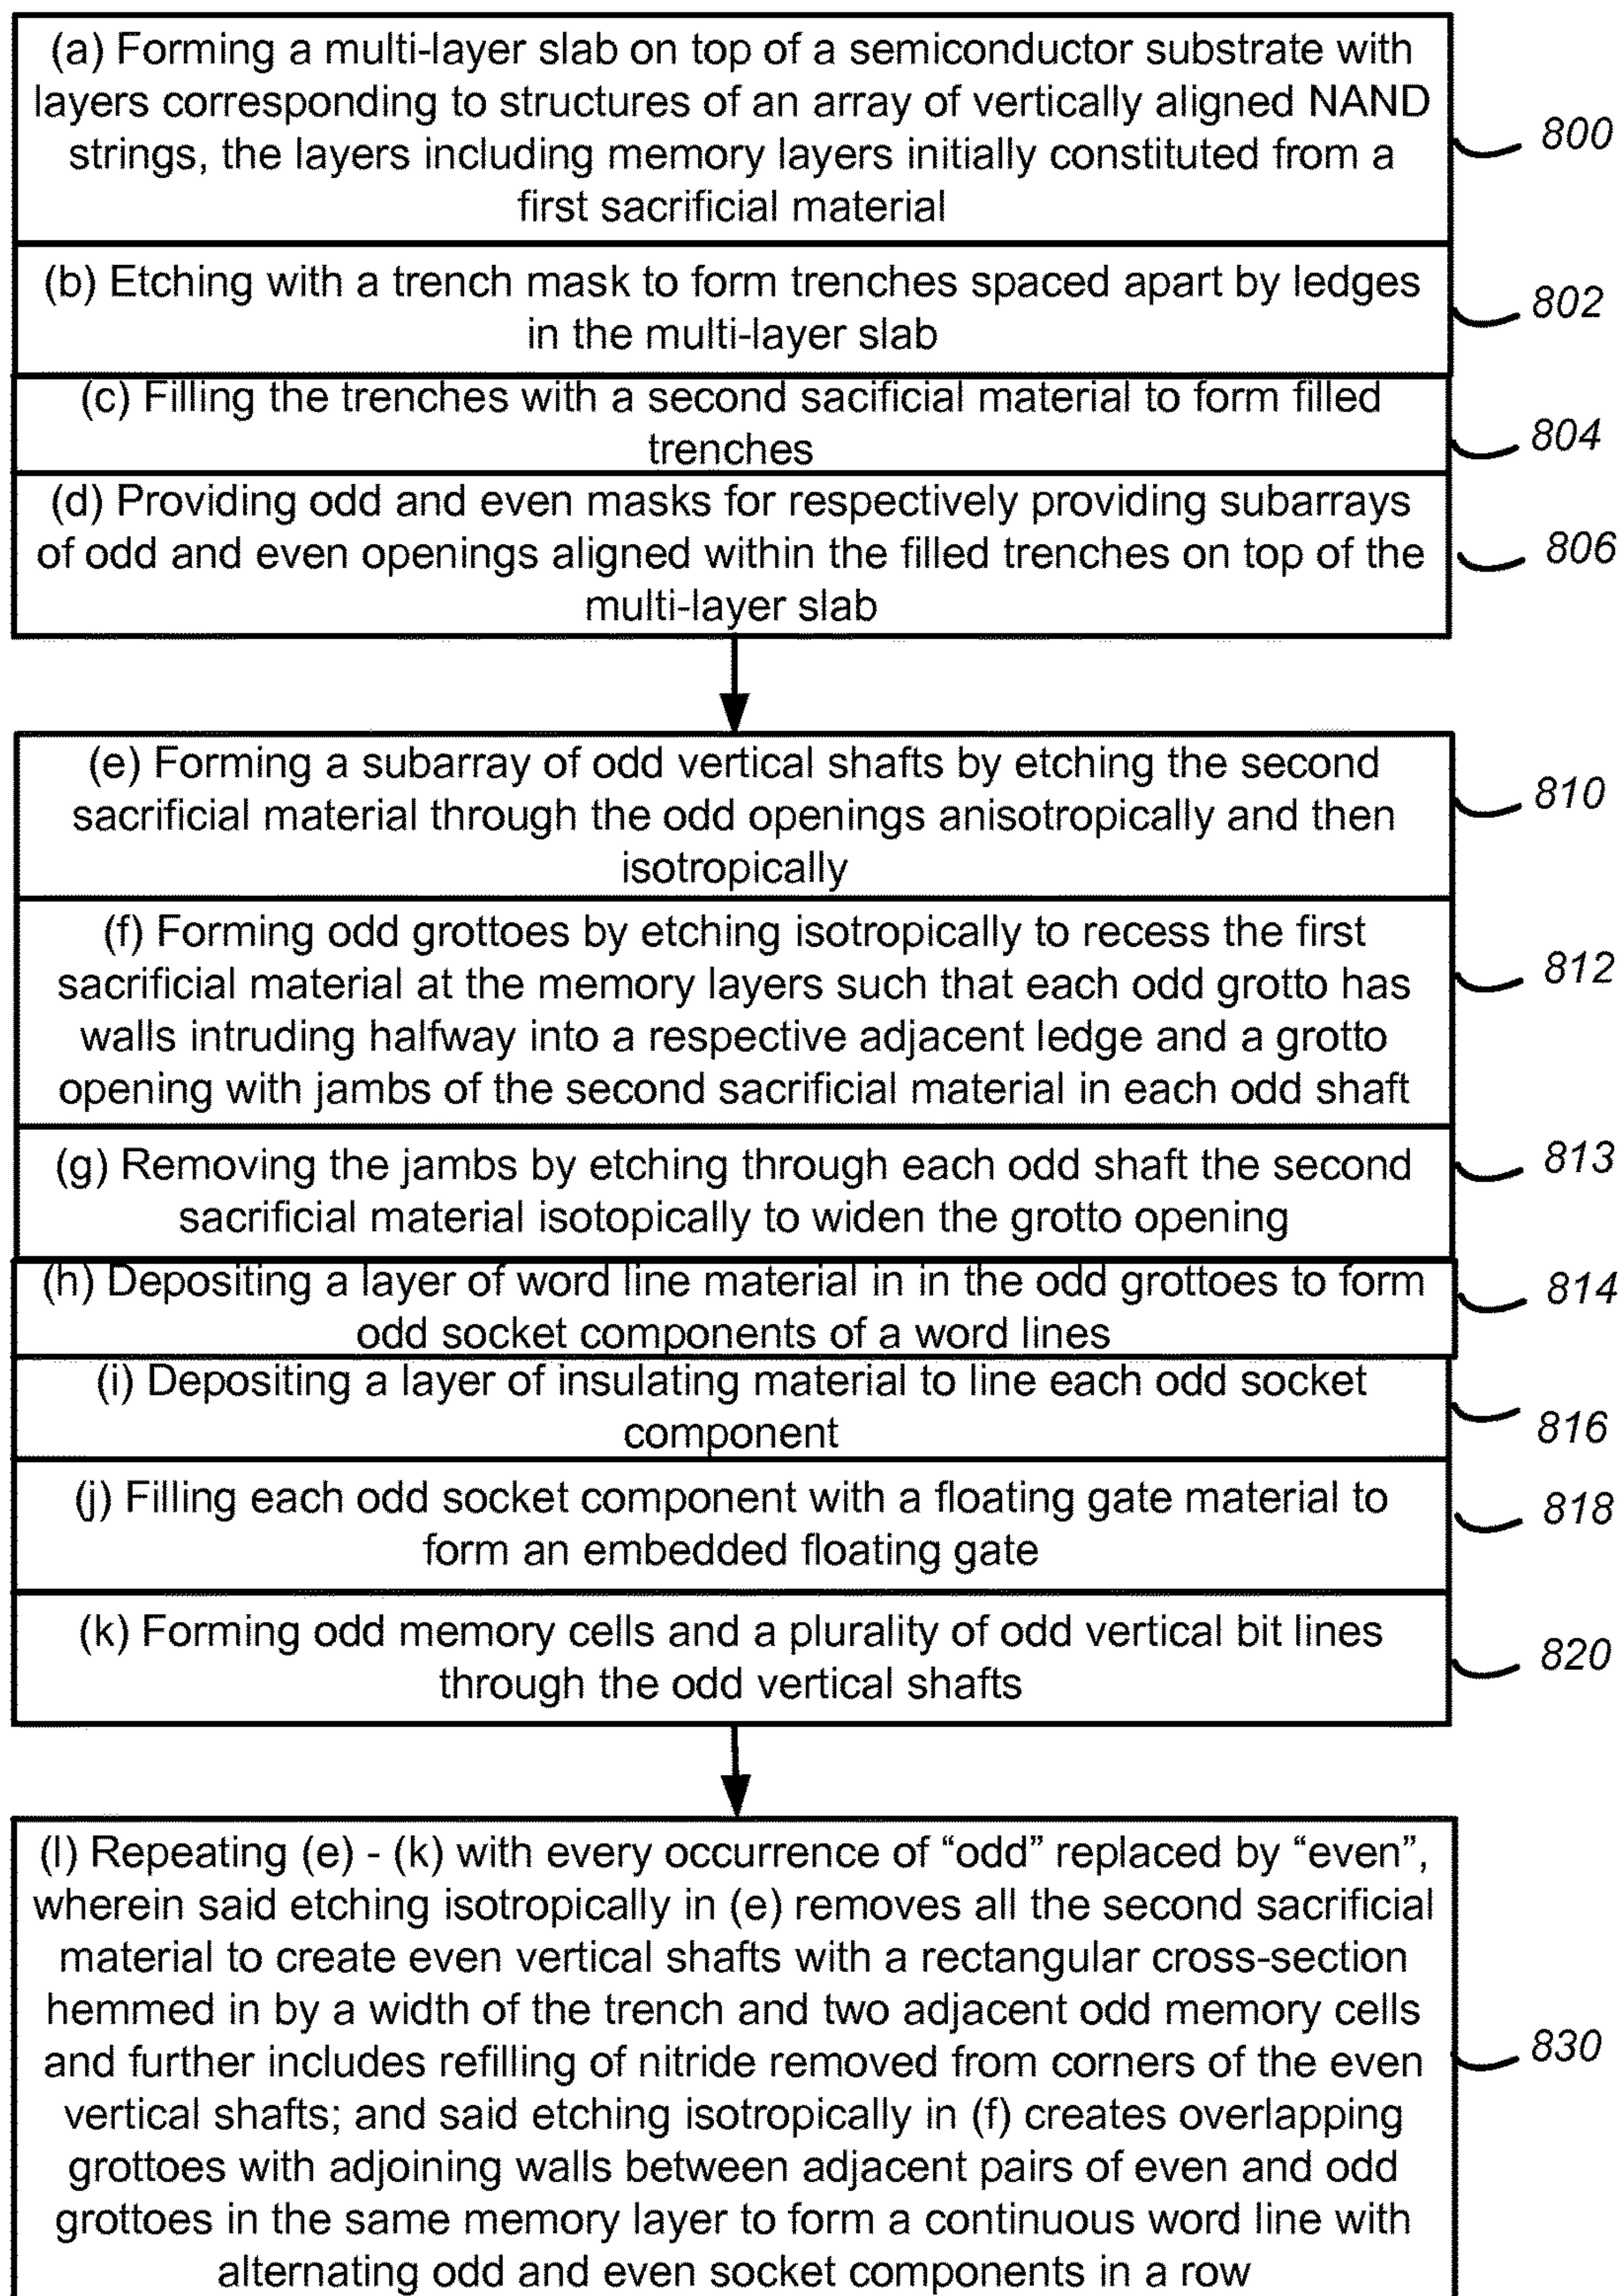 (a) Forming a multi-layer slab on top of a semiconductor substrate with
layers corresponding to structures of an array of vertically aligned NAND
strings, the layers including memory layers initially constituted from a
first sacrificial material
800
(b) Etching with a trench mask to form trenches spaced apart by ledges
in the multi-layer slab
802
(c) Filling the trenches with a second sacificial material to form filled
trenches
804
(d) Providing odd and even masks for respectively providing subarrays
of odd and even openings aligned within the filled trenches on top of the
multi-layer slab
806
(e) Forming a subarray of odd vertical shafts by etching the second
sacrificial material through the odd openings anisotropically and then
isotropically
810
(f) Forming odd grottoes by etching isotropically to recess the first
sacrificial material at the memory layers such that each odd grotto has
walls intruding halfway into a respective adjacent ledge and a grotto
opening with jambs of the second sacrificial material in each odd shaft
812
(g) Removing the jambs by etching through each odd shaft the second
sacrificial material isotopically to widen the grotto opening
813
(h) Depositing a layer of word line material in in the odd grottoes to form
odd socket components of a word lines
814
(i) Depositing a layer of insulating material to line each odd socket
component
816
(j) Filling each odd socket component with a floating gate material to
form an embedded floating gate
818
(k) Forming odd memory cells and a plurality of odd vertical bit lines
through the odd vertical shafts
820
(l) Repeating (e) - (k) with every occurrence of “odd” replaced by “even”,
wherein said etching isotropically in (e) removes all the second sacrificial
material to create even vertical shafts with a rectangular cross-section
hemmed in by a width of the trench and two adjacent odd memory cells
and further includes refilling of nitride removed from corners of the even
vertical shafts; and said etching isotropically in (f) creates overlapping
grottoes with adjoining walls between adjacent pairs of even and odd
grottoes in the same memory layer to form a continuous word line with
alternating odd and even socket components in a row
830